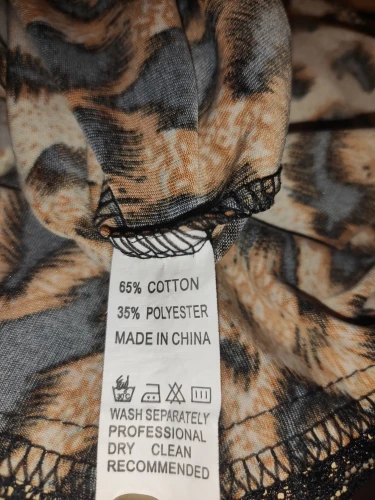 65% COTTON
35% POLYESTER
MADE IN CHINA
WASH SEPARATELY
PROFESSIONAL
DRY CLEAN
RECOMMENDED